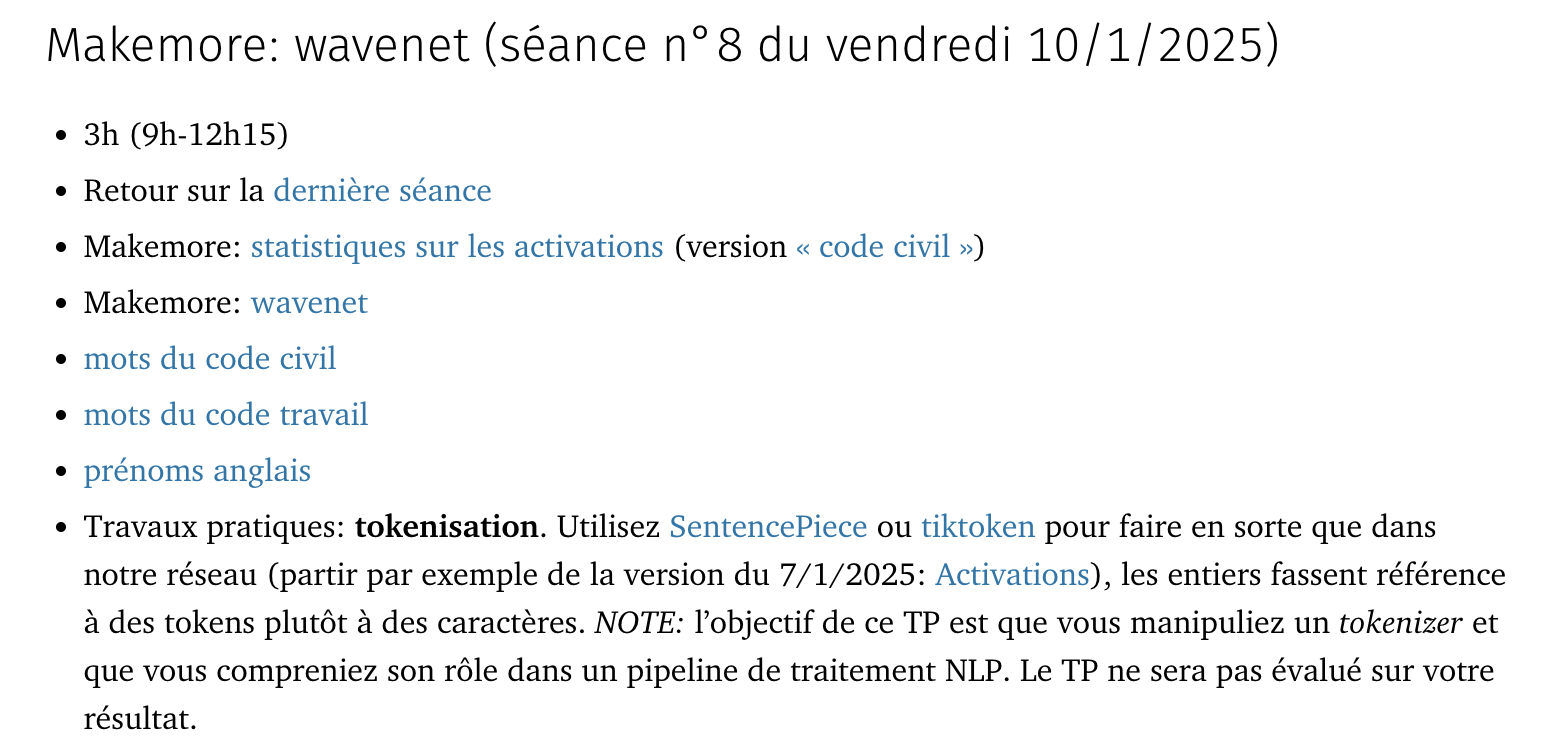 Makemore: wavenet (séance n°8 du vendredi 10/1/2025)
• 3h (9h-12h15)
• Retour sur la dernière séance
• Makemore: statistiques sur les activations (version « code civil »)
• Makemore: wavenet
• mots du code civil
• mots du code travail
• prénoms anglais
• Travaux pratiques: tokenisation. Utilisez SentencePiece ou tiktoken pour faire en sorte que dans
notre réseau (partir par exemple de la version du 7/1/2025: Activations), les entiers fassent référence
à des tokens plutôt à des caractères. NOTE: l’objectif de ce TP est que vous manipuliez un tokenizer et
que vous compreniez son rôle dans un pipeline de traitement NLP. Le TP ne sera pas évalué sur votre
résultat.